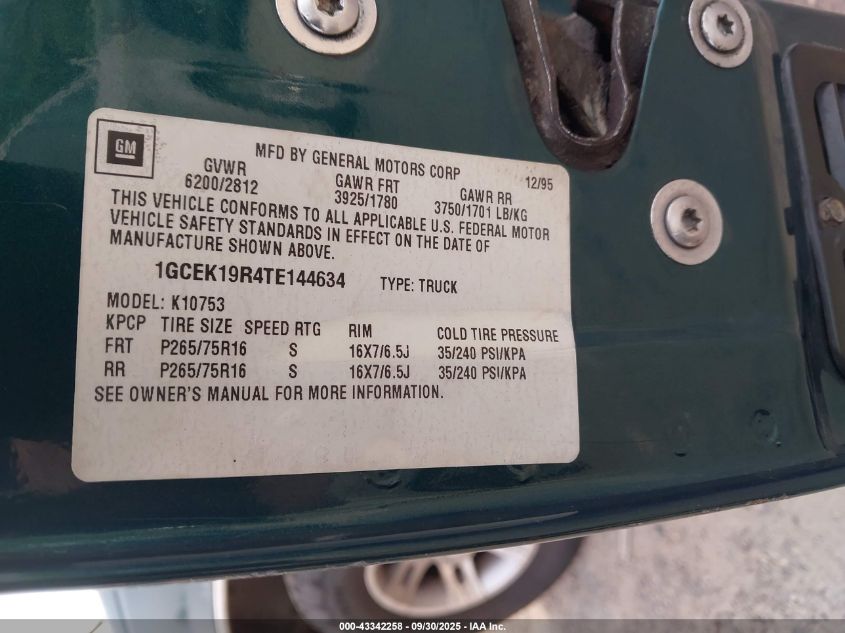 GM
MFD BY GENERAL MOTORS CORP 12/95
GVWR GAWR FRT GAWR RR
6200/2812 3925/1780 3750/1701 LB/KG
THIS VEHICLE CONFORMS TO ALL APPLICABLE U.S. FEDERAL MOTOR
VEHICLE SAFETY STANDARDS IN EFFECT ON THE DATE OF
MANUFACTURE SHOWN ABOVE.
1GCEK19R4TE144634 TYPE: TRUCK
MODEL: K10753
KPCP TIRE SIZE SPEED RTG RIM COLD TIRE PRESSURE
FRT P265/75R16 S 16X7/6.5J 35/240 PSI/KPA
RR P265/75R16 S 16X7/6.5J 35/240 PSI/KPA
SEE OWNER'S MANUAL FOR MORE INFORMATION.
000-43342258 - 09/30/2025 - IAA Inc.